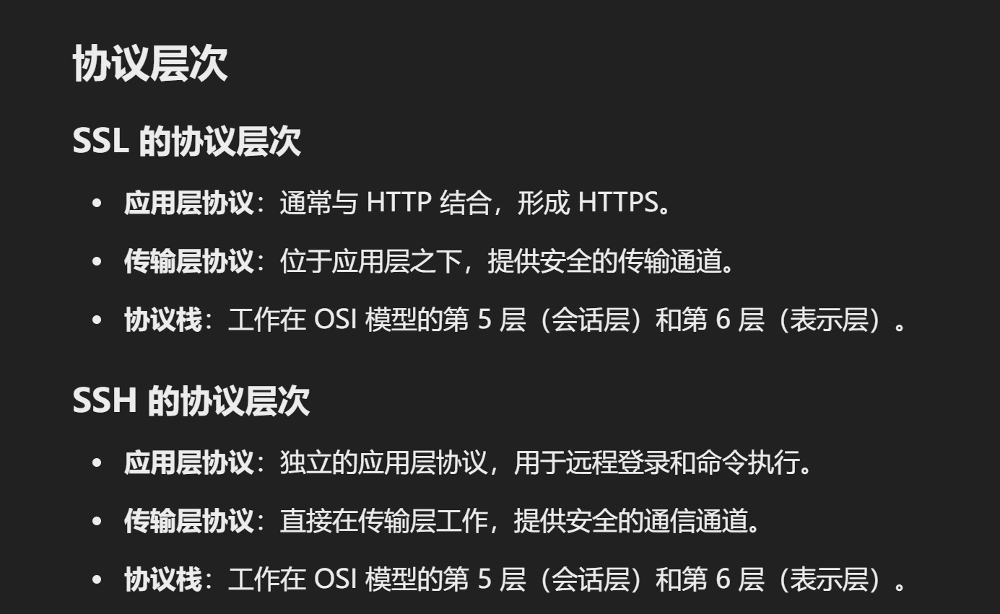 协议层次
SSL 的协议层次
• 应用层协议：通常与 HTTP 结合，形成 HTTPS。
• 传输层协议：位于应用层之下，提供安全的传输通道。
• 协议栈：工作在 OSI 模型的第 5 层（会话层）和第 6 层（表示层）。
SSH 的协议层次
• 应用层协议：独立的应用层协议，用于远程登录和命令执行。
• 传输层协议：直接在传输层工作，提供安全的通信通道。
• 协议栈：工作在 OSI 模型的第 5 层（会话层）和第 6 层（表示层）。